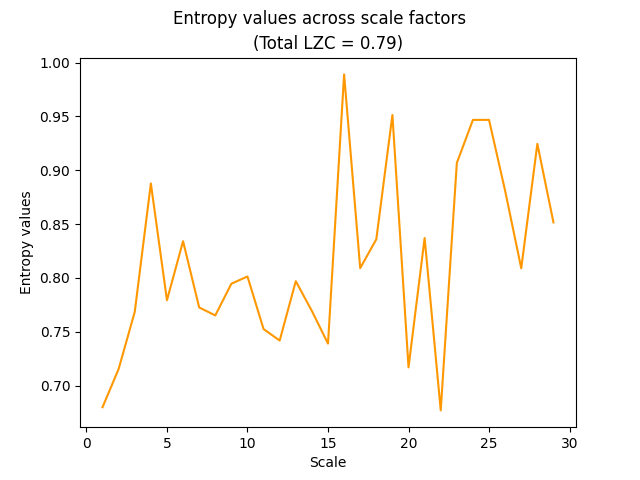 Entropy values across scale factors
(Total LZC = 0.79)
1.00
0.95
0.90
0.85
0.80
0.75
0.70
Entropy values
0 5 10 15 20 25 30
Scale